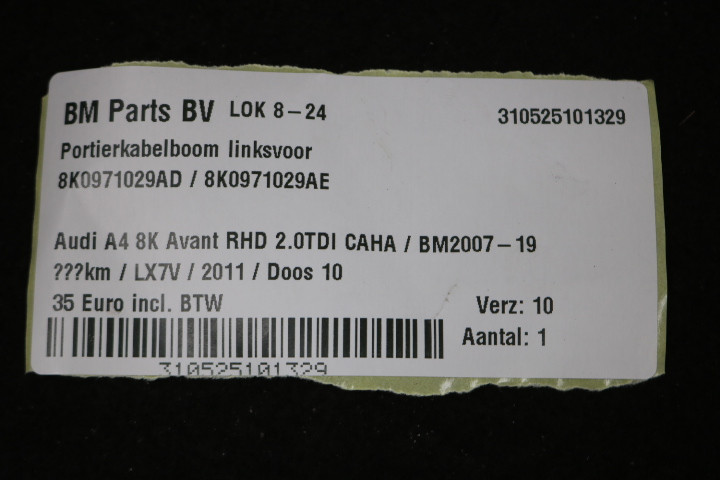 BM Parts BV LOK 8-24 310525101329
Portierkabelboom linksvoor
8K0971029AD / 8K0971029AE
Audi A4 8K Avant RHD 2.0TDI CAHA / BM2007-19
???km / LX7V / 2011 / Doos 10
35 Euro incl. BTW Verz: 10
Aantal: 1
310525101329